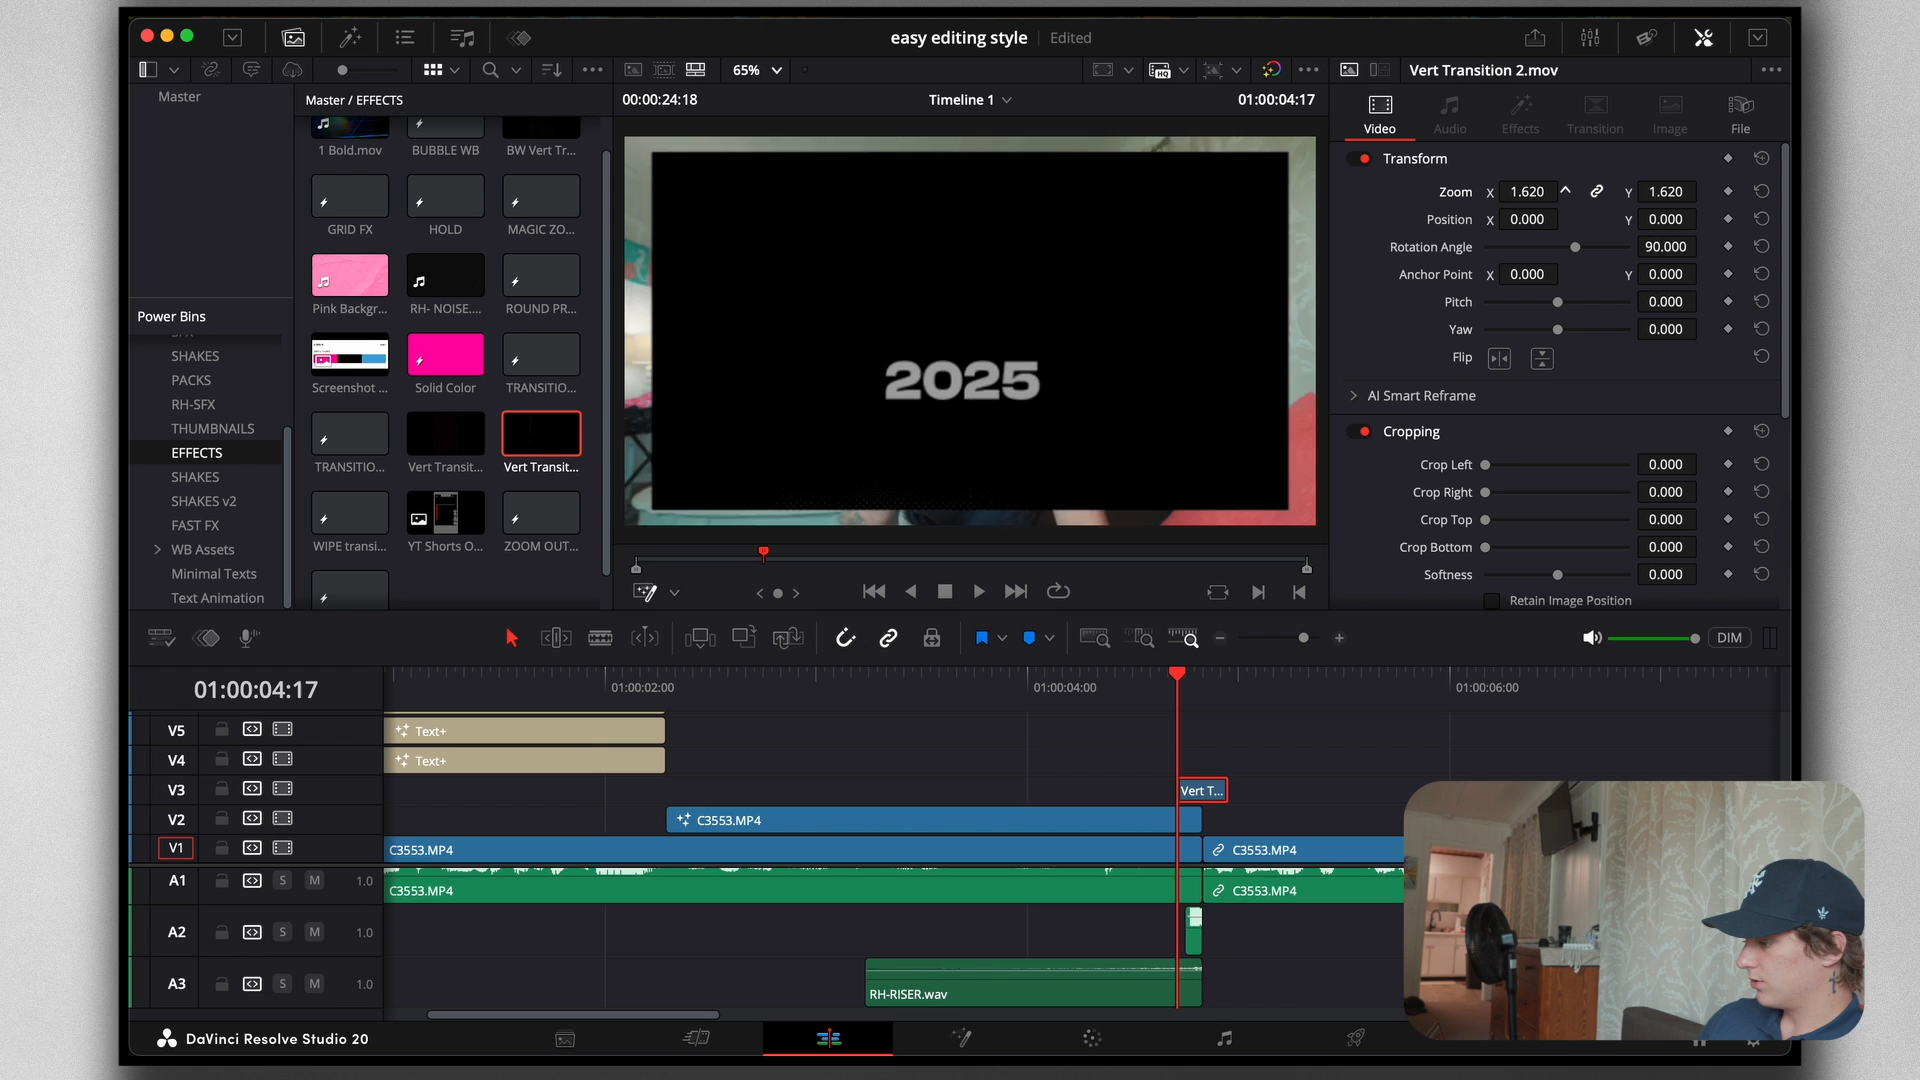 easy editing style
Edited
65%
Vert Transition 2.mov
Master
Master / EFFECTS
00:00:24:18
Timeline 1
01:00:04:17
Video
Audio
Effects
Transition
Image
File
1 Bold.mov
BUBBLE WB
BW Vert Tr...
GRID FX
HOLD
MAGIC ZO...
Pink Backgr...
RH- NOISE....
ROUND PR...
Screenshot ...
Solid Color
TRANSITIO...
TRANSITIO...
Vert Transit...
Vert Transit...
WIPE transi...
YT Shorts O...
ZOOM OUT...
Power Bins
SHAKES
PACKS
RH-SFX
THUMBNAILS
EFFECTS
SHAKES
SHAKES v2
FAST FX
WB Assets
Minimal Texts
Text Animation
2025
Transform
Zoom X 1.620 Y 1.620
Position X 0.000 Y 0.000
Rotation Angle 90.000
Anchor Point X 0.000 Y 0.000
Pitch 0.000
Yaw 0.000
Flip
AI Smart Reframe
Cropping
Crop Left 0.000
Crop Right 0.000
Crop Top 0.000
Crop Bottom 0.000
Softness 0.000
Retain Image Position
DIM
01:00:04:17
01:00:02:00
01:00:04:00
01:00:06:00
V5
Text+
V4
Text+
V3
Vert T...
V2
C3553.MP4
V1
C3553.MP4
C3553.MP4
A1 S M 1.0
C3553.MP4
C3553.MP4
A2 S M 1.0
A3 S M 1.0
RH-RISER.wav
DaVinci Resolve Studio 20